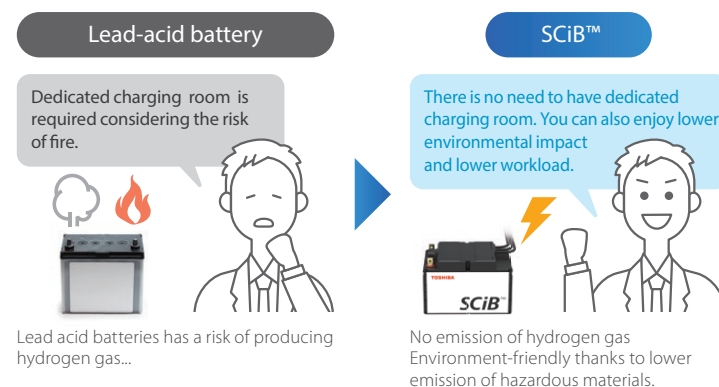 Lead-acid battery
Dedicated charging room is
required considering the risk
of fire.
Lead acid batteries has a risk of producing
hydrogen gas...
SCiB™
There is no need to have dedicated
charging room. You can also enjoy lower
environmental impact
and lower workload.
TOSHIBA
SCiB™
No emission of hydrogen gas
Environment-friendly thanks to lower
emission of hazardous materials.